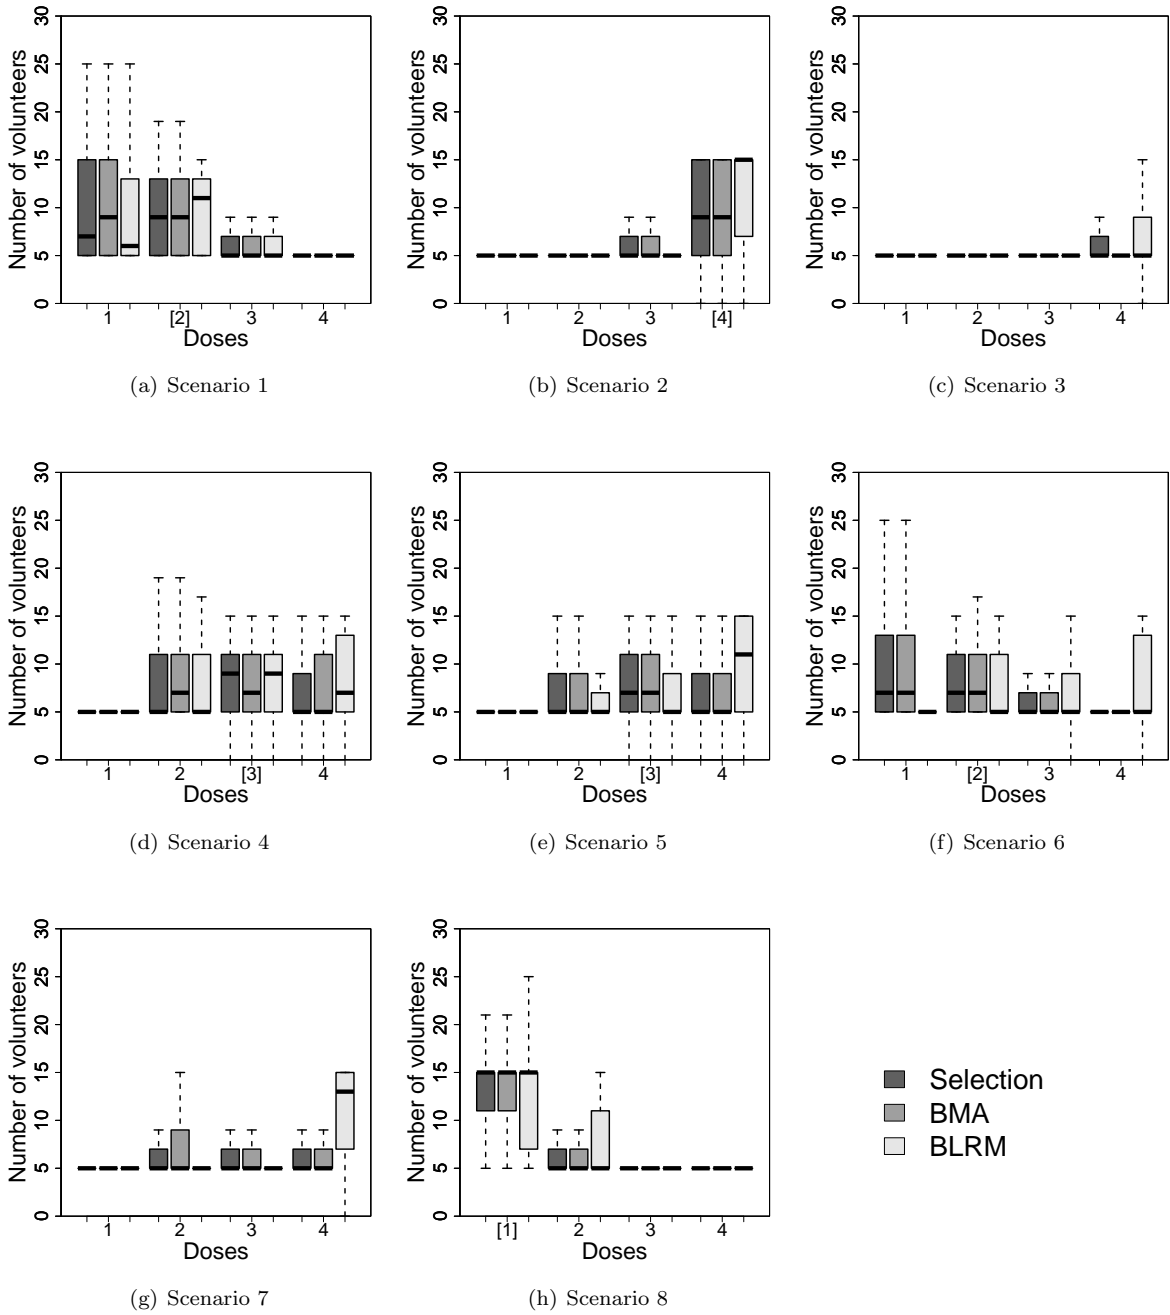 Number of volunteers
0 5 10 15 20 25 30
1 [2] 3 4
Doses
(a) Scenario 1
Number of volunteers
0 5 10 15 20 25 30
1 2 3 [4]
Doses
(b) Scenario 2
Number of volunteers
0 5 10 15 20 25 30
1 2 3 4
Doses
(c) Scenario 3
Number of volunteers
0 5 10 15 20 25 30
1 2 [3] 4
Doses
(d) Scenario 4
Number of volunteers
0 5 10 15 20 25 30
1 2 [3] 4
Doses
(e) Scenario 5
Number of volunteers
0 5 10 15 20 25 30
1 [2] 3 4
Doses
(f) Scenario 6
Number of volunteers
0 5 10 15 20 25 30
1 2 3 4
Doses
(g) Scenario 7
Number of volunteers
0 5 10 15 20 25 30
[1] 2 3 4
Doses
(h) Scenario 8
Selection
BMA
BLRM